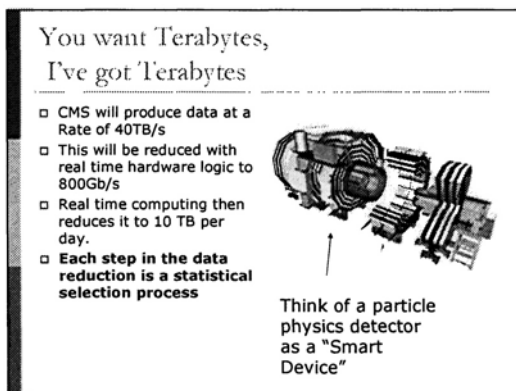 You want Terabytes,
I've got Terabytes
□ CMS will produce data at a
Rate of 40TB/s
□ This will be reduced with
real time hardware logic to
800Gb/s
□ Real time computing then
reduces it to 10 TB per
day.
□ Each step in the data
reduction is a statistical
selection process
Think of a particle
physics detector
as a "Smart
Device"